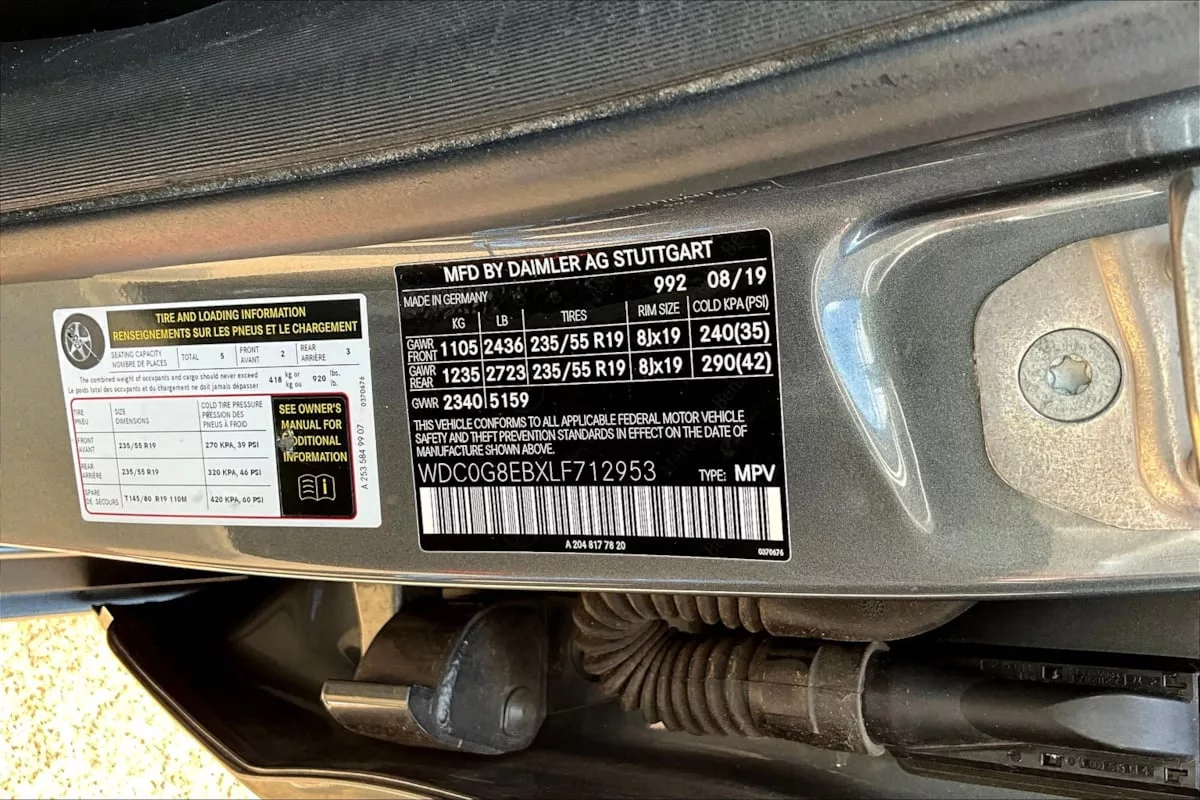 MFD BY DAIMLER AG STUTTGART
MADE IN GERMANY 992 08/19
KG LB TIRES RIM SIZE COLD KPA(PSI)
GAWR FRONT 1105 2436 235/55 R19 8Jx19 240(35)
GAWR REAR 1235 2723 235/55 R19 8Jx19 290(42)
GVWR 2340 5159
THIS VEHICLE CONFORMS TO ALL APPLICABLE FEDERAL MOTOR VEHICLE
SAFETY AND THEFT PREVENTION STANDARDS IN EFFECT ON THE DATE OF
MANUFACTURE SHOWN ABOVE.
WDC0G8EBXLF712953 TYPE: MPV
A 204 817 78 20 0370676
TIRE AND LOADING INFORMATION
RENSEIGNEMENTS SUR LES PNEUS ET LE CHARGEMENT
SEATING CAPACITY
NOMBRE DE PLACES
TOTAL 5
FRONT
AVANT
2
REAR
ARRIÈRE
3
The combined weight of occupants and cargo should never exceed
Le poids total des occupants et du chargement ne doit jamais dépasser
418 kg or
kg ou
920 lbs.
lb.
TIRE
PNEU
SIZE
DIMENSIONS
COLD TIRE PRESSURE
PRESSION DES
PNEUS À FROID
FRONT
AVANT
235/55 R19 270 KPA, 39 PSI
REAR
ARRIÈRE
235/55 R19 320 KPA, 46 PSI
SPARE
DE SECOURS
T145/80 R19 110M 420 KPA, 60 PSI
SEE OWNER'S
MANUAL FOR
ADDITIONAL
INFORMATION
A 253 584 99 07 0370676